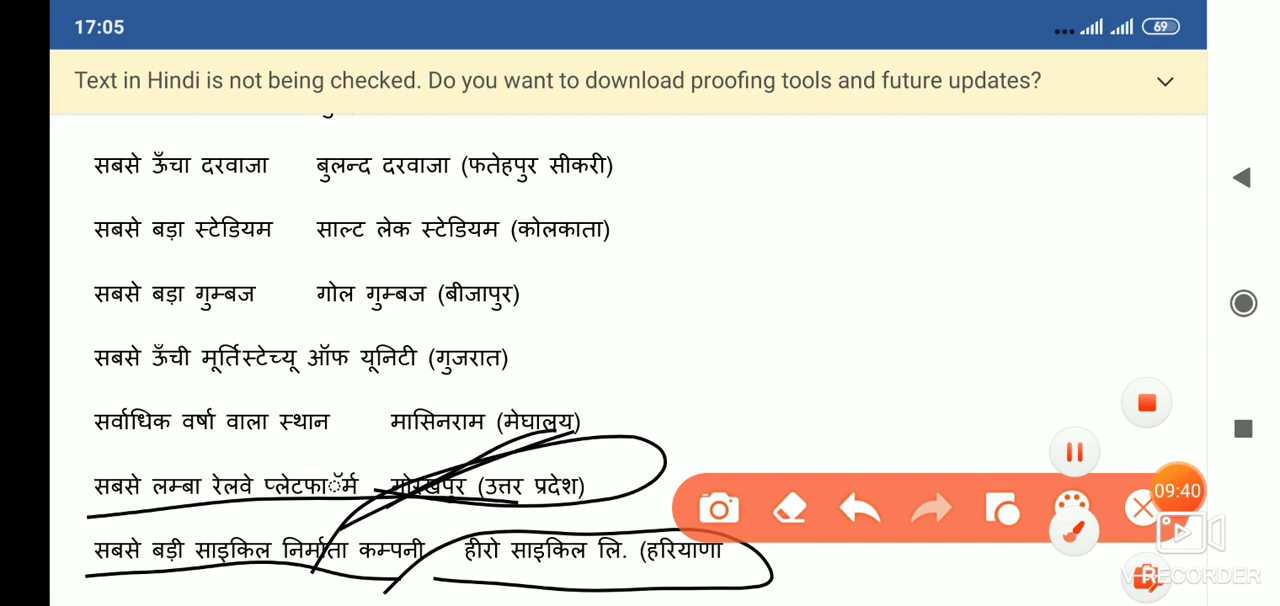 17:05
69
Text in Hindi is not being checked. Do you want to download proofing tools and future updates?
सबसे ऊँचा दरवाजा बुलन्द दरवाजा (फतेहपुर सीकरी)
सबसे बड़ा स्टेडियम साल्ट लेक स्टेडियम (कोलकाता)
सबसे बड़ा गुम्बज गोल गुम्बज (बीजापुर)
सबसे ऊँची मूर्तिस्टेच्यू ऑफ यूनिटी (गुजरात)
सर्वाधिक वर्षा वाला स्थान मासिनराम (मेघालय)
सबसे लम्बा रेलवे प्लेटफाॅर्म गोरखपुर (उत्तर प्रदेश)
09:40
सबसे बड़ी साइकिल निर्माता कम्पनी हीरो साइकिल लि. (हरियाणा
V RECORDER